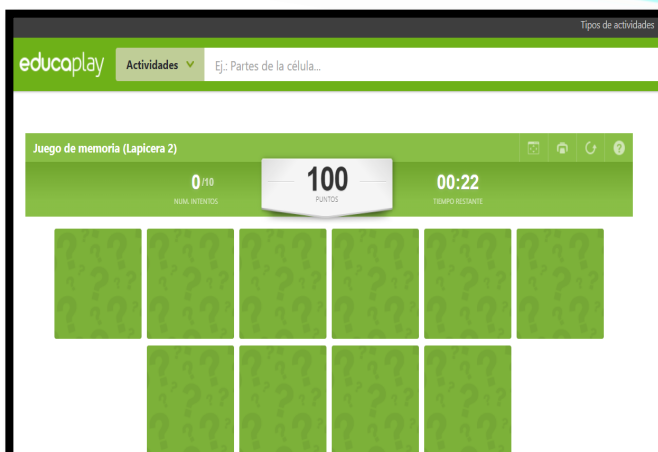 Tipos de actividades
educaplay Actividades Ej.: Partes de la célula...
Juego de memoria (Lapicera 2)
0/10 100 00:22
NUM. INTENTOS PUNTOS TIEMPO RESTANTE